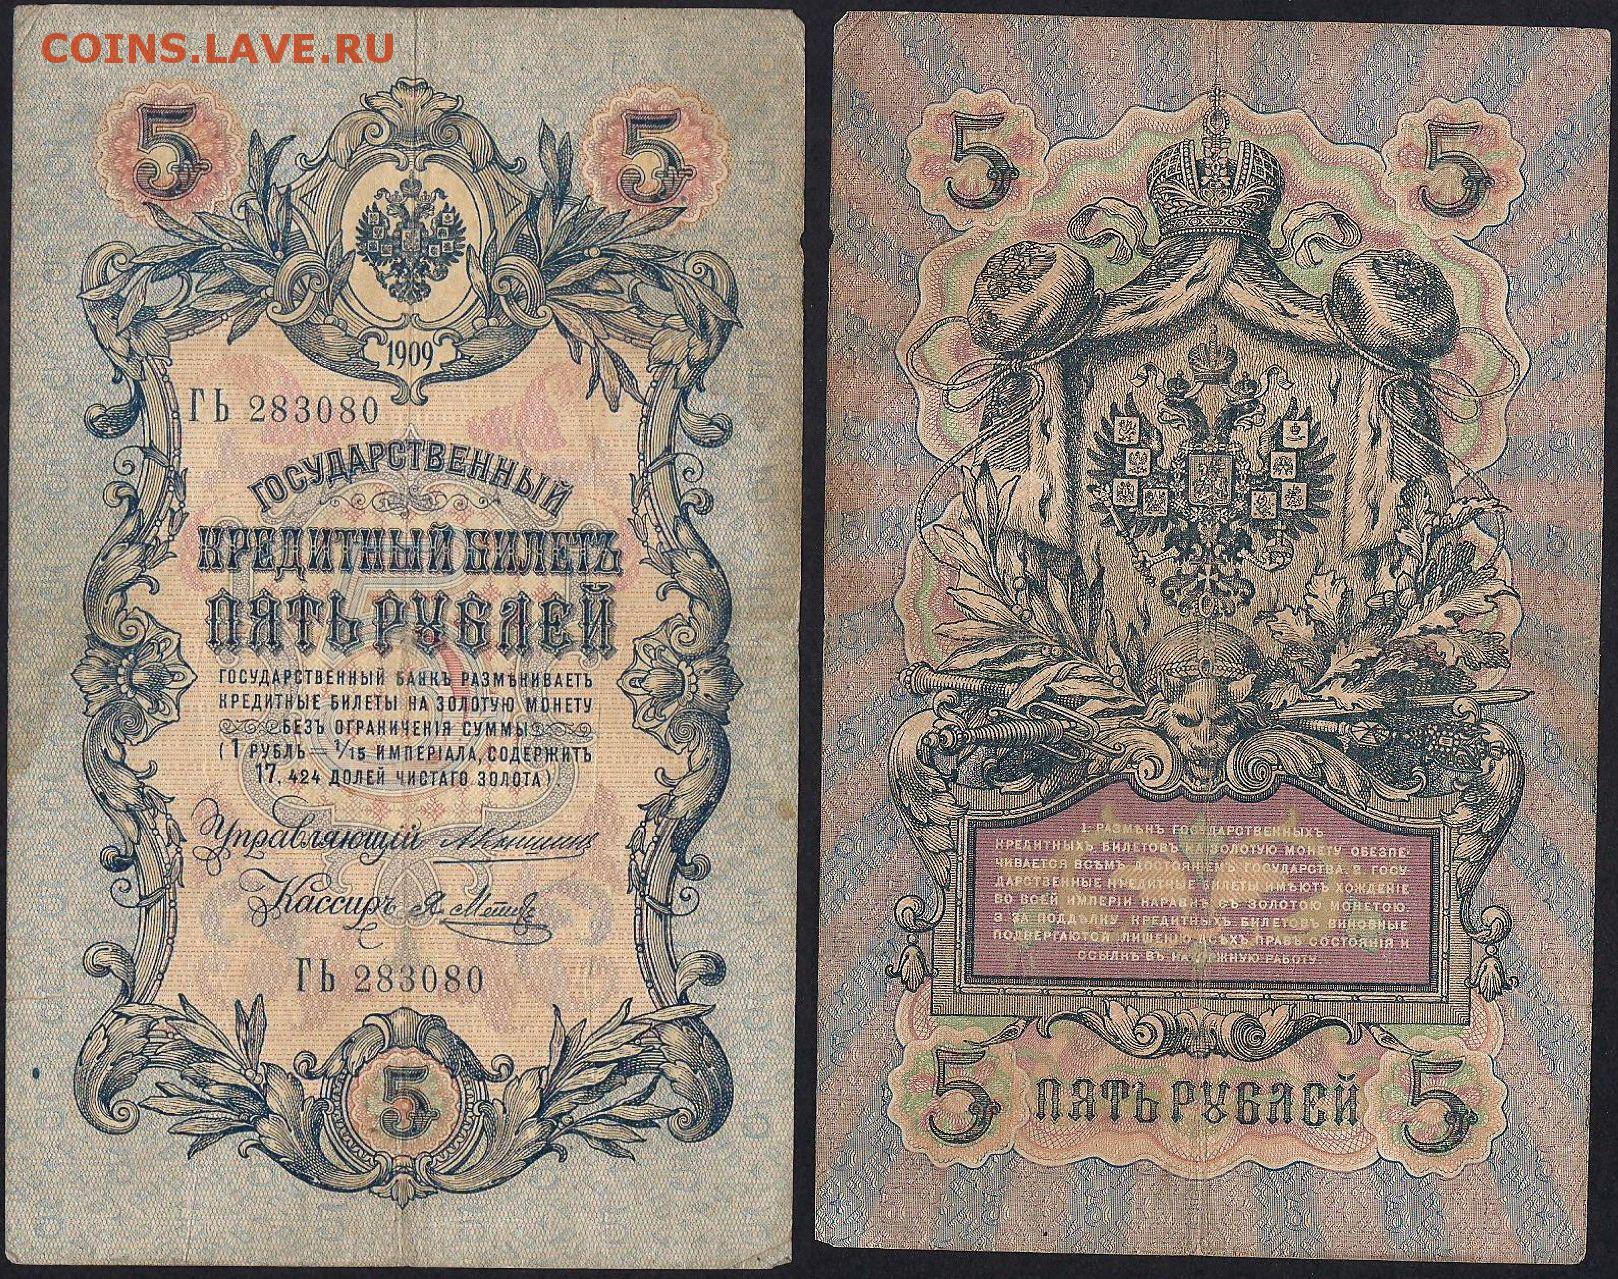 COINS.LAVE.RU
5 5
1909
ГЬ 283080
ГОСУДАРСТВЕННЫЙ
КРЕДИТНЫЙ БИЛЕТЪ
ПЯТЬ РУБЛЕЙ
ГОСУДАРСТВЕННЫЙ БАНКЪ РАЗМѢНИВАЕТЪ
КРЕДИТНЫЕ БИЛЕТЫ НА ЗОЛОТУЮ МОНЕТУ
БЕЗЪ ОГРАНИЧЕНІЯ СУММЫ
(1 РУБЛЬ = 1/15 ИМПЕРІАЛА, СОДЕРЖИТЪ
17,424 ДОЛЕЙ ЧИСТАГО ЗОЛОТА).
Управляющій
Кассиръ
ГЬ 283080
5
5 5
1. РАЗМѢНЪ ГОСУДАРСТВЕННЫХЪ
КРЕДИТНЫХЪ БИЛЕТОВЪ НА ЗОЛОТУЮ МОНЕТУ ОБЕЗПЕ-
ЧИВАЕТСЯ ВСѢМЪ ДОСТОЯНІЕМЪ ГОСУДАРСТВА. 2. ГОСУ-
ДАРСТВЕННЫЕ КРЕДИТНЫЕ БИЛЕТЫ ИМѢЮТЪ ХОЖДЕНІЕ
ВО ВСЕЙ ИМПЕРІИ НАРАВНѢ СЪ ЗОЛОТОЮ МОНЕТОЮ.
3. ЗА ПОДДѢЛКУ КРЕДИТНЫХЪ БИЛЕТОВЪ ВИНОВНЫЕ
ПОДВЕРГАЮТСЯ ЛИШЕНІЮ ВСѢХЪ ПРАВЪ СОСТОЯНІЯ И
ССЫЛКѢ ВЪ КАТОРЖНУЮ РАБОТУ.
5 ПЯТЬ РУБЛЕЙ 5